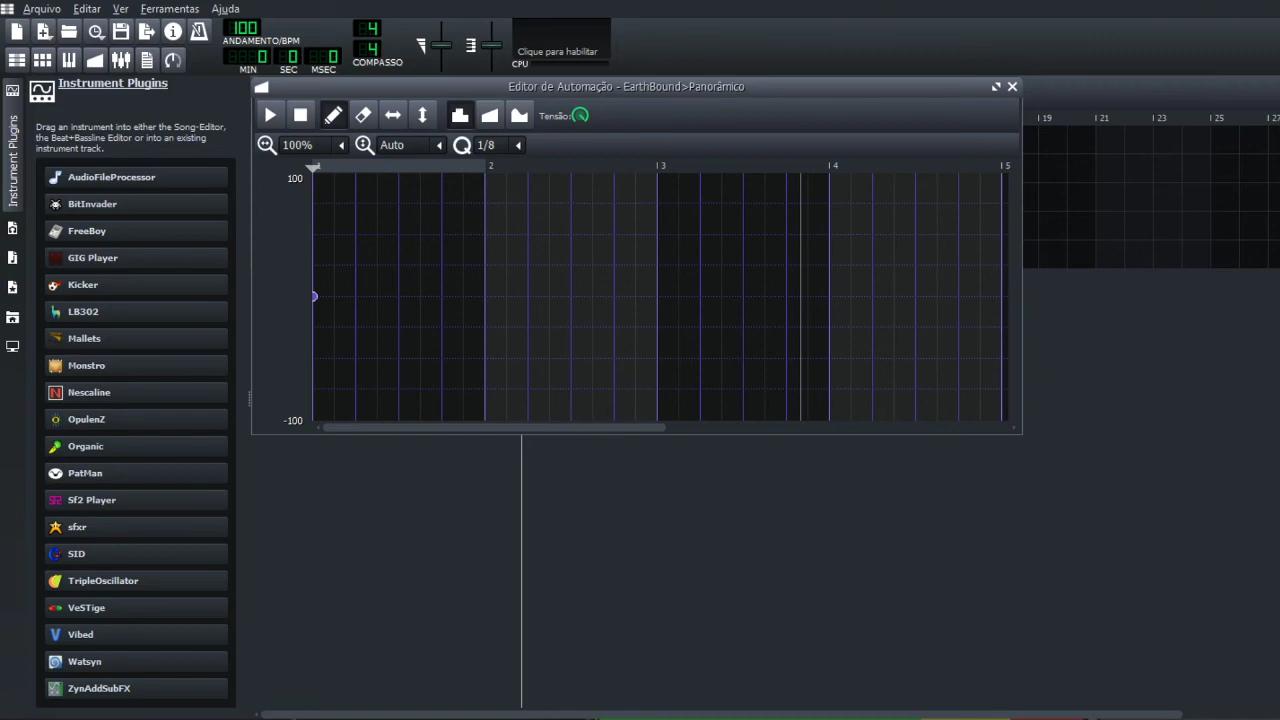 Arquivo Editar Ver Ferramentas Ajuda
100
ANDAMENTO/BPM
0 0 0
MIN SEC MSEC
4
4
COMPASSO
Clique para habilitar
CPU
Instrument Plugins
Instrument Plugins
Drag an instrument into either the Song-Editor,
the Beat+Bassline Editor or into an existing
instrument track.
AudioFileProcessor
BitInvader
FreeBoy
GIG Player
Kicker
LB302
Mallets
Monstro
Nescaline
OpulenZ
Organic
PatMan
Sf2 Player
sfxr
SID
TripleOscillator
VeSTige
Vibed
Watsyn
ZynAddSubFX
Editor de Automação - EarthBound>Panorâmico
Tensão:
100% Auto Q 1/8
1 2 3 4 5
100
-100
19 21 23 25 27